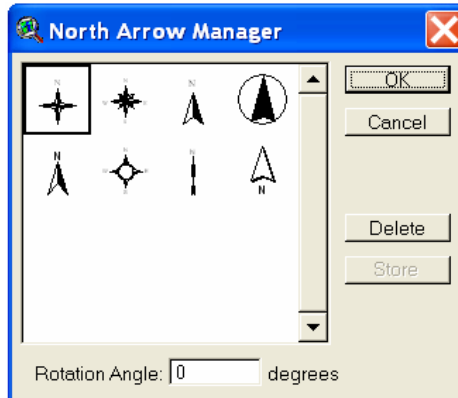 North Arrow Manager
OK
Cancel
N
N
N
N
N
Delete
Store
Rotation Angle: 0 degrees